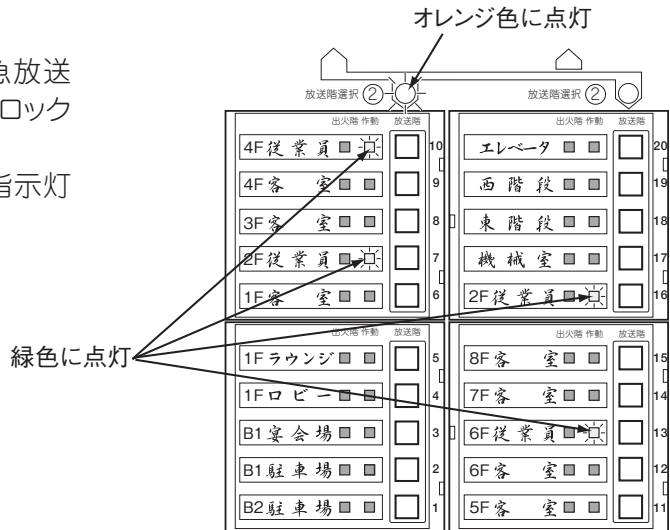 オレンジ色に点灯
急放送
ロック
指示灯
放送階選択 ②
放送階選択 ②
出火階 作動 放送階
4F従業員 10
4F客 室 9
3F客 室 8
2F従業員 7
1F客 室 6
出火階 作動 放送階
エレベータ 20
西階段 19
東階段 18
機械室 17
2F従業員 16
緑色に点灯
出火階 作動 放送階
1Fラウンジ 5
1Fロビー 4
B1宴会場 3
B1駐車場 2
B2駐車場 1
出火階 作動 放送階
8F客 室 15
7F客 室 14
6F従業員 13
6F客 室 12
5F客 室 11